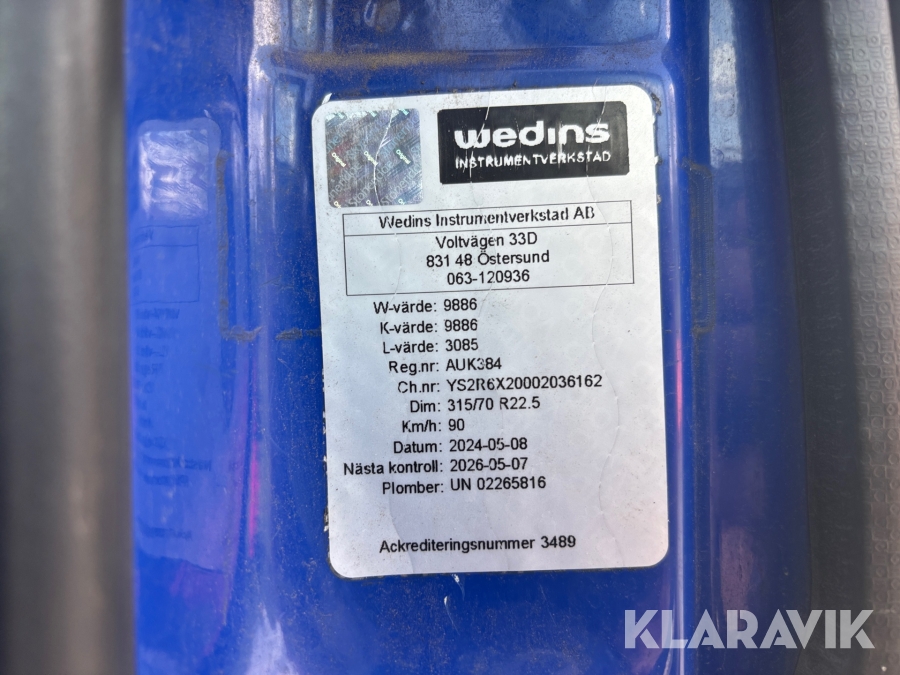 wedins
INSTRUMENTVERKSTAD
Wedins Instrumentverkstad AB
Voltvägen 33D
831 48 Östersund
063-120936
W-värde: 9886
K-värde: 9886
L-värde: 3085
Reg.nr: AUK384
Ch.nr: YS2R6X20002036162
Dim: 315/70 R22.5
Km/h: 90
Datum: 2024-05-08
Nästa kontroll: 2026-05-07
Plomber: UN 02265816
Ackrediteringsnummer 3489
KLARAVIK